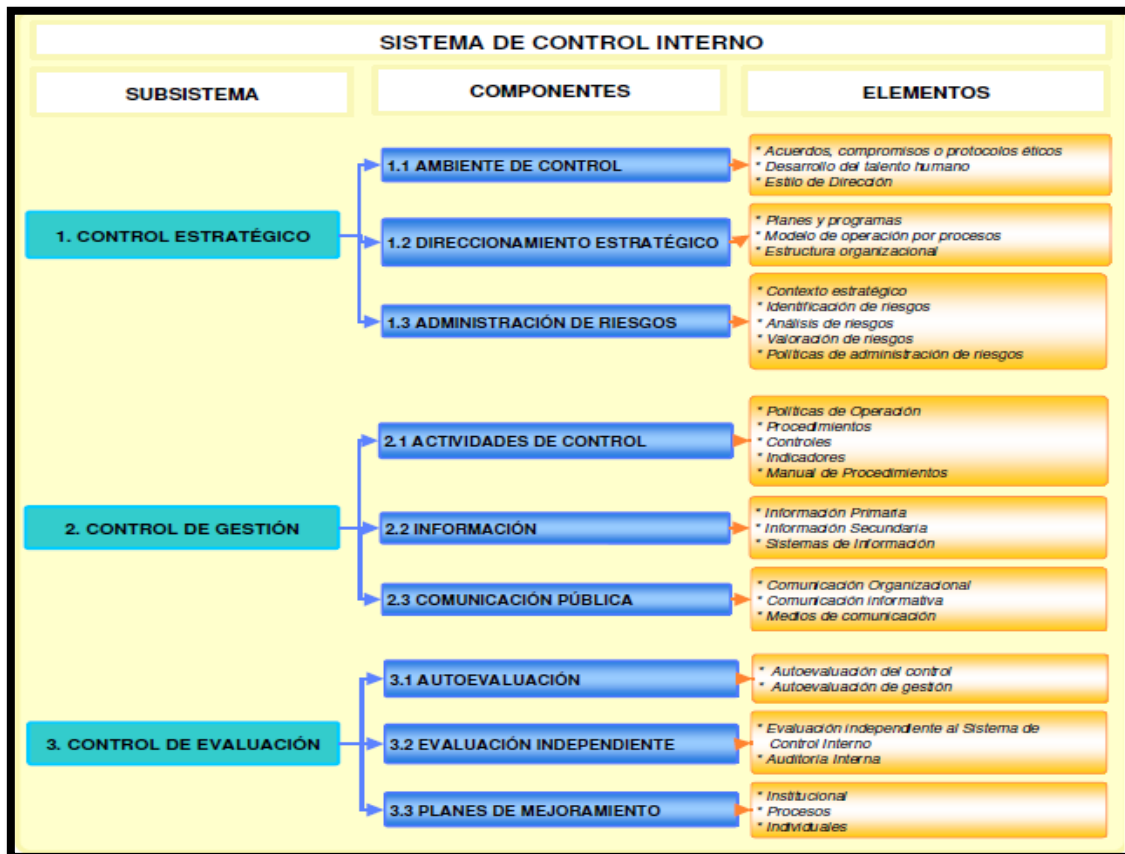 SISTEMA DE CONTROL INTERNO
SUBSISTEMA
COMPONENTES
ELEMENTOS
1. CONTROL ESTRATÉGICO
1.1 AMBIENTE DE CONTROL
* Acuerdos, compromisos o protocolos éticos
* Desarrollo del talento humano
* Estilo de Dirección
1.2 DIRECCIONAMIENTO ESTRATÉGICO
* Planes y programas
* Modelo de operación por procesos
* Estructura organizacional
1.3 ADMINISTRACIÓN DE RIESGOS
* Contexto estratégico
* Identificación de riesgos
* Análisis de riesgos
* Valoración de riesgos
* Políticas de administración de riesgos
2. CONTROL DE GESTIÓN
2.1 ACTIVIDADES DE CONTROL
* Políticas de Operación
* Procedimientos
* Controles
* Indicadores
* Manual de Procedimientos
2.2 INFORMACIÓN
* Información Primaria
* Información Secundaria
* Sistemas de Información
2.3 COMUNICACIÓN PÚBLICA
* Comunicación Organizacional
* Comunicación informativa
* Medios de comunicación
3. CONTROL DE EVALUACIÓN
3.1 AUTOEVALUACIÓN
* Autoevaluación del control
* Autoevaluación de gestión
3.2 EVALUACIÓN INDEPENDIENTE
* Evaluación independiente al Sistema de
Control Interno
* Auditoría Interna
3.3 PLANES DE MEJORAMIENTO
* Institucional
* Procesos
* Individuales